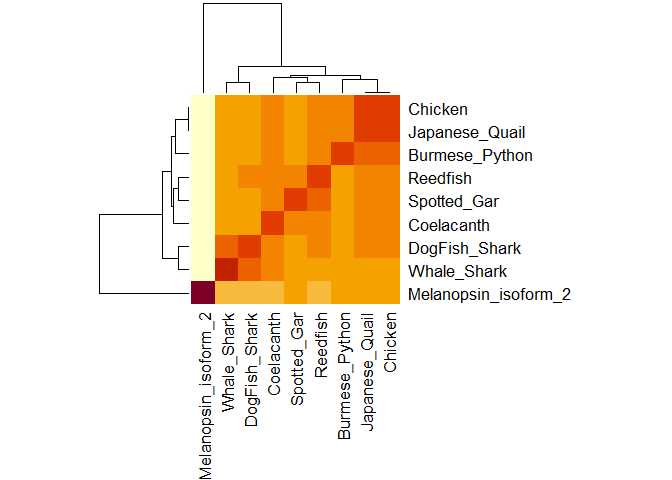 Chicken
Japanese_Quail
Burmese_Python
Reedfish
Spotted_Gar
Coelacanth
DogFish_Shark
Whale_Shark
Melanopsin_isoform_2
Melanopsin_isoform_2
Whale_Shark
DogFish_Shark
Coelacanth
Spotted_Gar
Reedfish
Burmese_Python
Japanese_Quail
Chicken